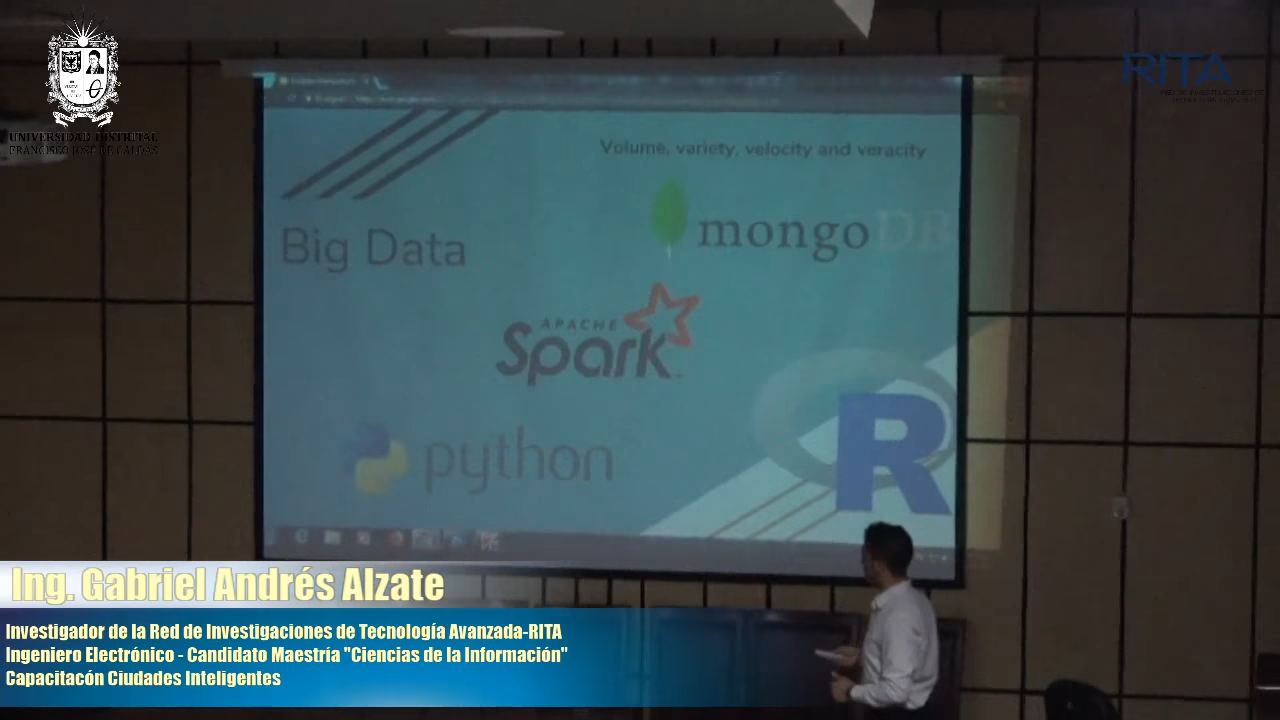 UNIVERSIDAD DISTRITAL
FRANCISCO JOSÉ DE CALDAS
RITA
Volume, variety, velocity and veracity
mongoDB
Big Data
APACHE
Spark
python
R
Ing. Gabriel Andrés Alzate
Investigador de la Red de Investigaciones de Tecnología Avanzada-RITA
Ingeniero Electrónico - Candidato Maestría "Ciencias de la Información"
Capacitacón Ciudades Inteligentes